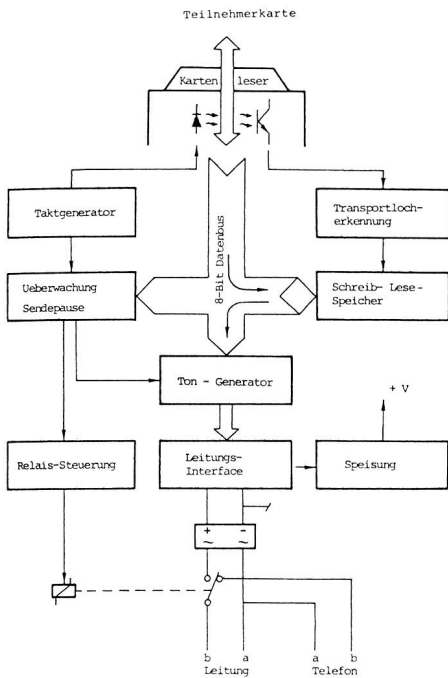 Teilnehmerkarte
Karten leser
Taktgenerator
Transportloch-
erkennung
8-Bit Datenbus
Ueberwachung
Sendepause
Schreib- Lese-
Speicher
Ton - Generator
+ V
Relais-Steuerung
Leitungs-
Interface
Speisung
+ -
~ ~
b a a b
Leitung Telefon